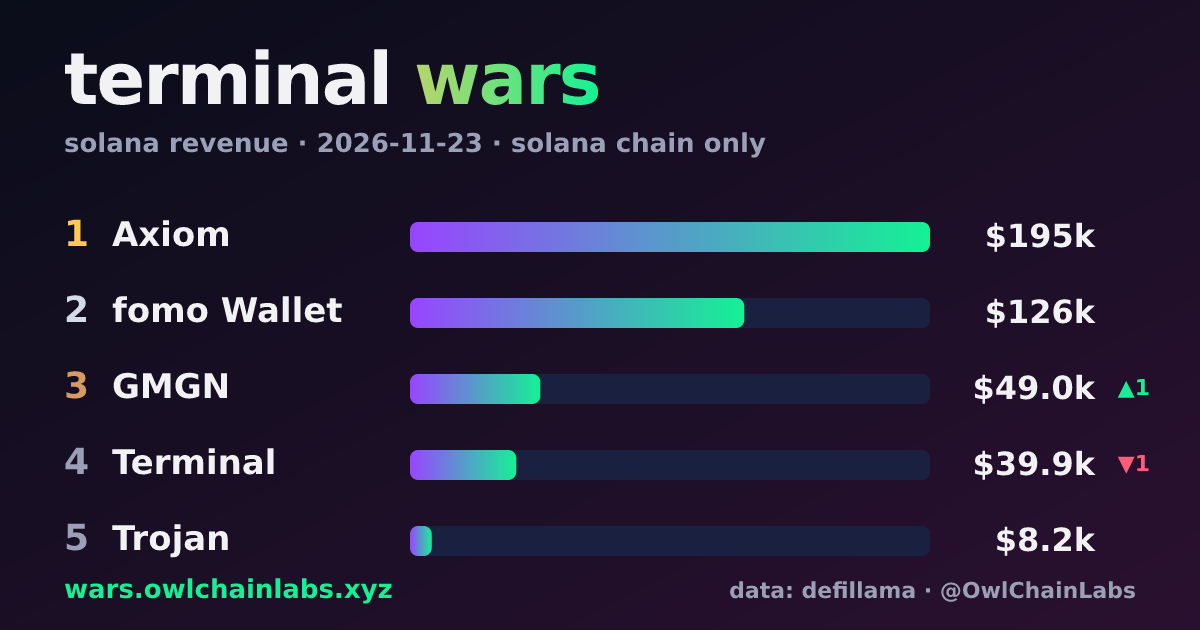 terminal wars
solana revenue · 2026-11-23 · solana chain only
1 Axiom $195k
2 fomo Wallet $126k
3 GMGN $49.0k ▲1
4 Terminal $39.9k ▼1
5 Trojan $8.2k
wars.owlchainlabs.xyz data: defillama · @OwlChainLabs